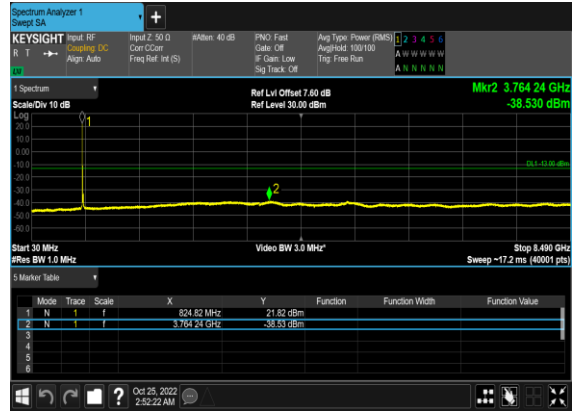 Spectrum Analyzer 1
Swept SA
+
KEYSIGHT Input: RF Input Z: 50 Ω #Atten: 40 dB PNO: Fast Avg Type: Power (RMS) 1 2 3 4 5 6
R T Coupling: DC Corr CCorr Gate: Off Avg|Hold: 100/100 A W W W W W
Align: Auto Freq Ref: Int (S) IF Gain: Low Trig: Free Run
Sig Track: Off A N N N N N
1 Spectrum Ref Lvl Offset 7.60 dB Mkr2 3.764 24 GHz
Scale/Div 10 dB Ref Level 30.00 dBm -38.530 dBm
Log
1
20.0
10.0
0.00
-10.0
DL1 -13.00 dBm
-20.0
2
-30.0
-40.0
-50.0
-60.0
Start 30 MHz Video BW 3.0 MHz* Stop 8.490 GHz
#Res BW 1.0 MHz Sweep ~17.2 ms (40001 pts)
5 Marker Table
Mode Trace Scale X Y Function Function Width Function Value
1 N 1 f 824.82 MHz 21.82 dBm
2 N 1 f 3.764 24 GHz -38.53 dBm
3
4
5
6
? Oct 25, 2022
2:52:22 AM